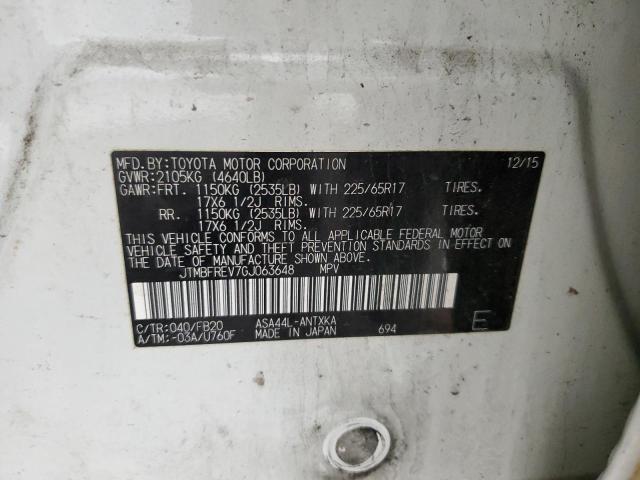 MFD.BY:TOYOTA MOTOR CORPORATION 12/15
GVWR:2105KG (4640LB)
GAWR:FRT. 1150KG (2535LB) WITH 225/65R17 TIRES.
17X6 1/2J RIMS.
RR. 1150KG (2535LB) WITH 225/65R17 TIRES.
17X6 1/2J RIMS.
THIS VEHICLE CONFORMS TO ALL APPLICABLE FEDERAL MOTOR
VEHICLE SAFETY AND THEFT PREVENTION STANDARDS IN EFFECT ON
THE DATE OF MANUFACTURE SHOWN ABOVE.
JTMBFREV7GJ063648 MPV
C/TR:040/FB20 ASA44L-ANTXKA
A/TM:-03A/U760F MADE IN JAPAN 694 E